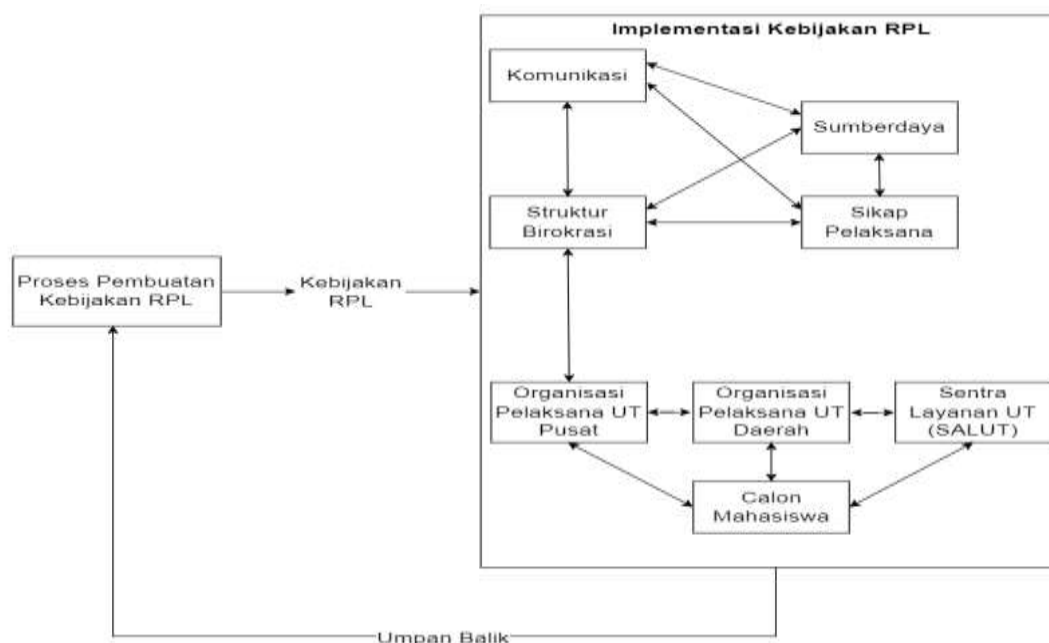 Implementasi Kebijakan RPL
Komunikasi
Sumberdaya
Struktur
Birokrasi
Sikap
Pelaksana
Proses Pembuatan
Kebijakan RPL
Kebijakan
RPL
Organisasi
Pelaksana UT
Pusat
Organisasi
Pelaksana UT
Daerah
Sentra
Layanan UT
(SALUT)
Calon
Mahasiswa
Umpan Balik